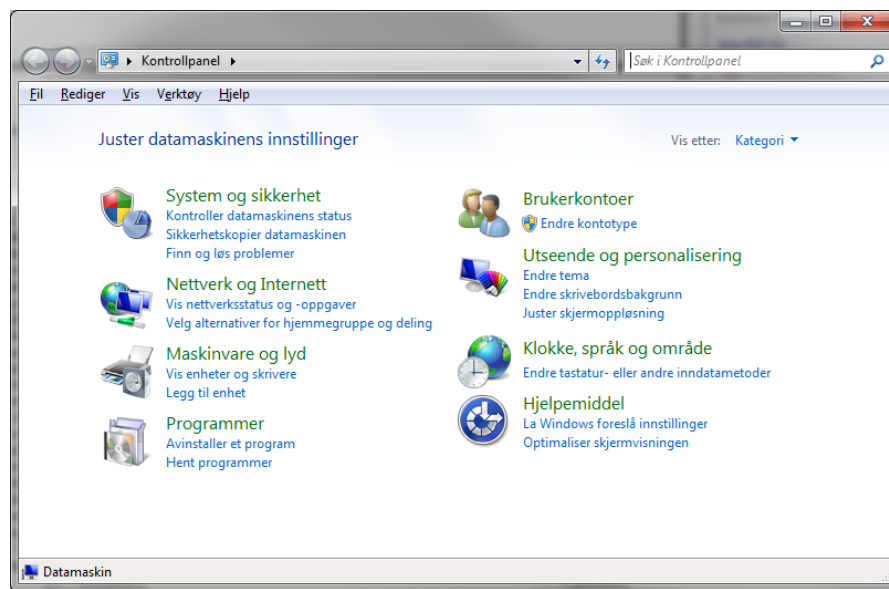 Kontrollpanel
Søk i Kontrollpanel
Fil Rediger Vis Verktøy Hjelp
Juster datamaskinens innstillinger
Vis etter: Kategori
System og sikkerhet
Kontroller datamaskinens status
Sikkerhetskopier datamaskinen
Finn og løs problemer
Nettverk og Internett
Vis nettverksstatus og -oppgaver
Velg alternativer for hjemmegruppe og deling
Maskinvare og lyd
Vis enheter og skrivere
Legg til enhet
Programmer
Avinstaller et program
Hent programmer
Brukerkontoer
Endre kontotype
Utseende og personalisering
Endre tema
Endre skrivebordsbakgrunn
Juster skjermoppløsning
Klokke, språk og område
Endre tastatur- eller andre inndatametoder
Hjelpemiddel
La Windows foreslå innstillinger
Optimaliser skjermvisningen
Datamaskin